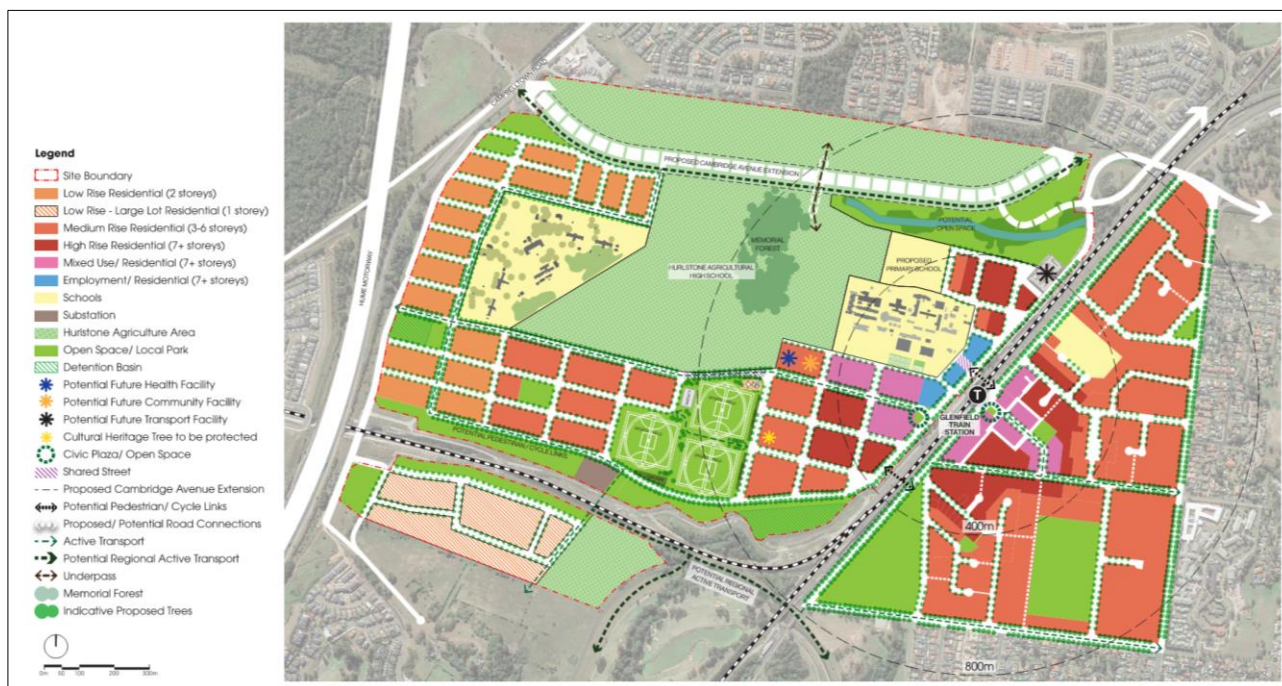 Legend
Site Boundary
Low Rise Residential (2 storeys)
Low Rise - Large Lot Residential (1 storey)
Medium Rise Residential (3-6 storeys)
High Rise Residential (7+ storeys)
Mixed Use/ Residential (7+ storeys)
Employment/ Residential (7+ storeys)
Schools
Substation
Hurlstone Agriculture Area
Open Space/ Local Park
Detention Basin
Potential Future Health Facility
Potential Future Community Facility
Potential Future Transport Facility
Cultural Heritage Tree to be protected
Civic Plaza/ Open Space
Shared Street
Proposed Cambridge Avenue Extension
Potential Pedestrian/ Cycle Links
Proposed/ Potential Road Connections
Active Transport
Potential Regional Active Transport
Underpass
Memorial Forest
Indicative Proposed Trees
0m 50 100 200 300m
HUME MOTORWAY
PROPOSED CAMBRIDGE AVENUE EXTENSION
POTENTIAL
OPEN SPACE
MEMORIAL
FOREST
HURLSTONE AGRICULTURAL
HIGH SCHOOL
PROPOSED
PRIMARY SCHOOL
T
GLENFIELD
TRAIN
STATION
POTENTIAL PEDESTRIAN/ CYCLE LINKS
400m
POTENTIAL REGIONAL
ACTIVE TRANSPORT
800m